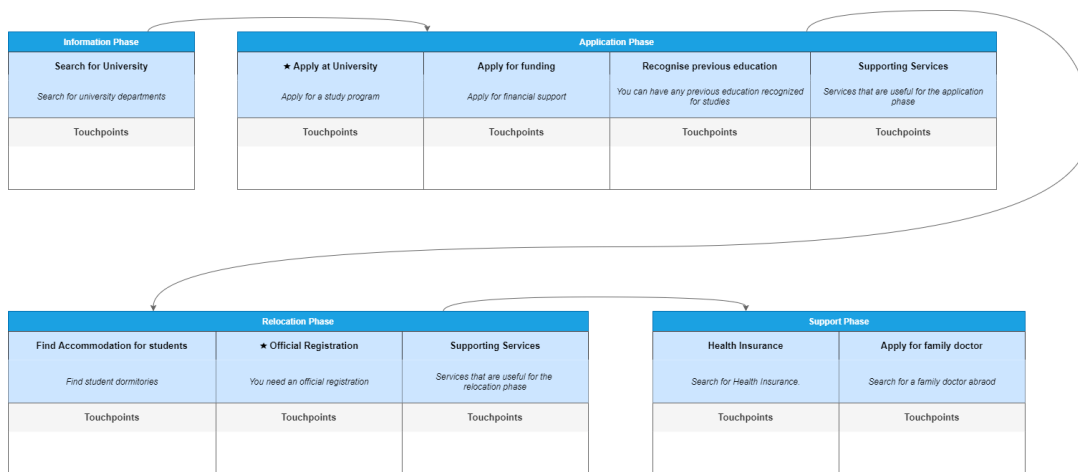 Information Phase
Search for University
Search for university departments
Touchpoints
Application Phase
★ Apply at University
Apply for a study program
Touchpoints
Apply for funding
Apply for financial support
Touchpoints
Recognise previous education
You can have any previous education recognized
for studies
Touchpoints
Supporting Services
Services that are useful for the application
phase
Touchpoints
Relocation Phase
Find Accommodation for students
Find student dormitories
Touchpoints
★ Official Registration
You need an official registration
Touchpoints
Supporting Services
Services that are useful for the
relocation phase
Touchpoints
Support Phase
Health Insurance
Search for Health Insurance.
Touchpoints
Apply for family doctor
Search for a family doctor abraod
Touchpoints